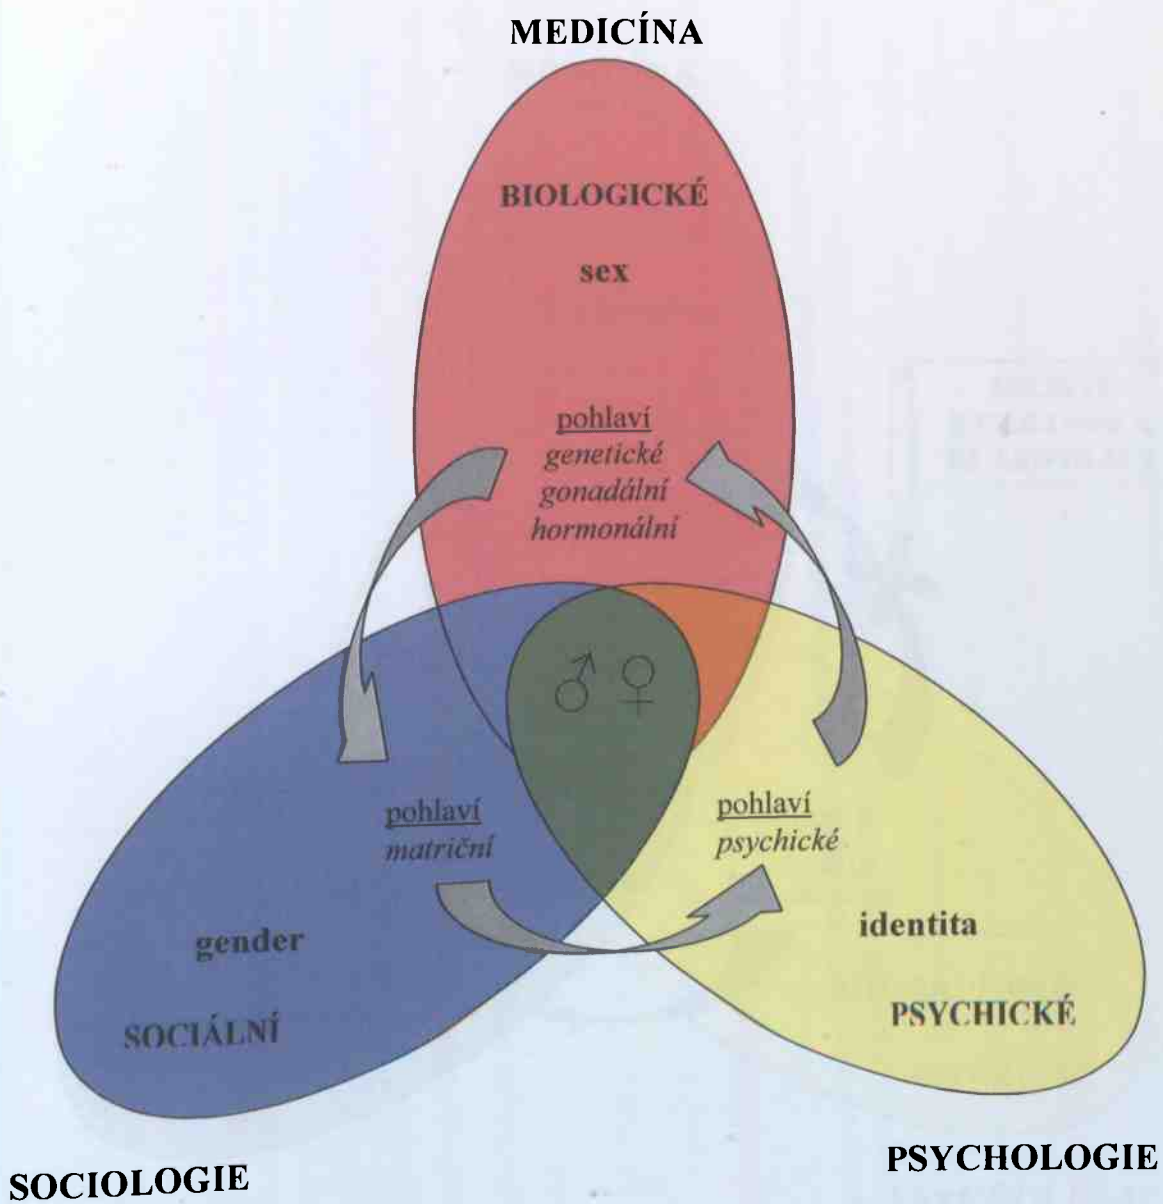 MEDICÍNA
BIOLOGICKÉ
sex
pohlaví
genetické
gonadální
hormonální
♂ ♀
pohlaví
matriční
pohlaví
psychické
gender
identita
SOCIÁLNÍ
PSYCHICKÉ
SOCIOLOGIE
PSYCHOLOGIE